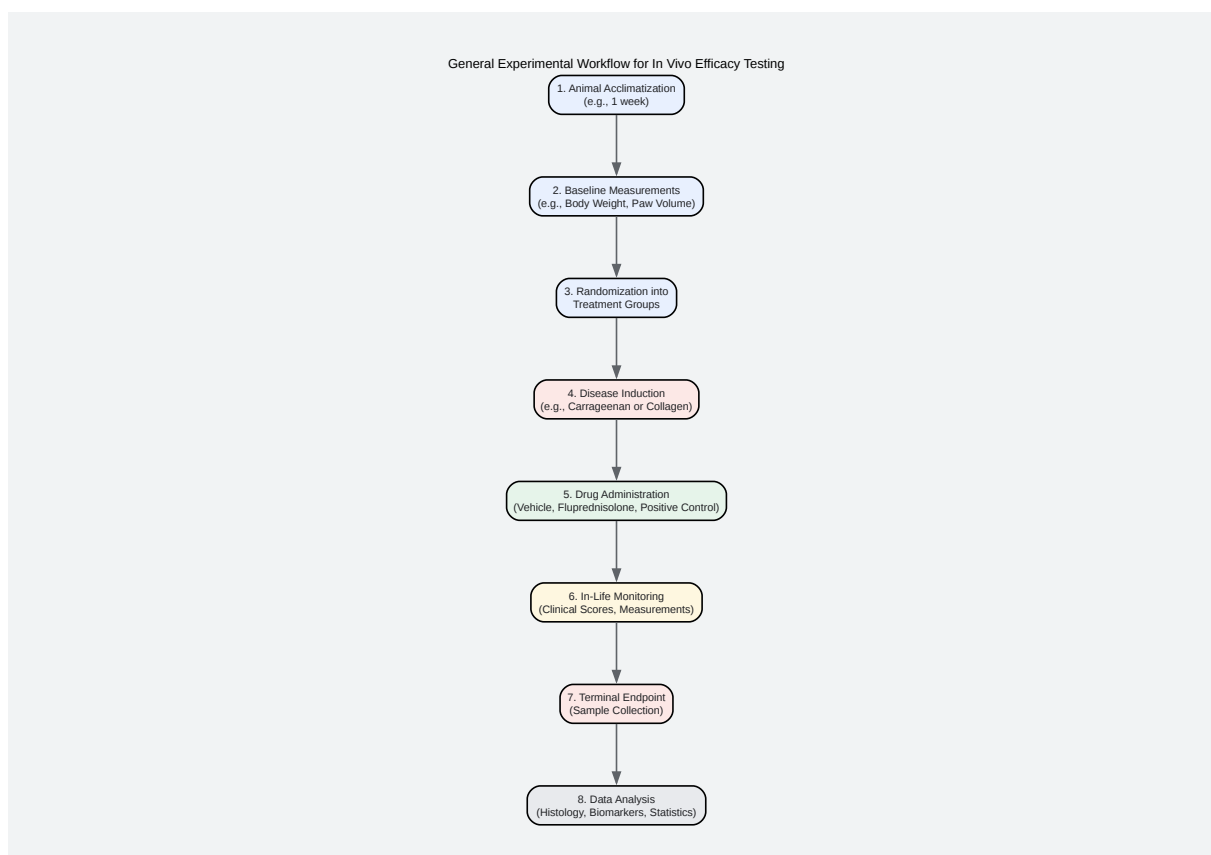 General Experimental Workflow for In Vivo Efficacy Testing
1. Animal Acclimatization
(e.g., 1 week)
2. Baseline Measurements
(e.g., Body Weight, Paw Volume)
3. Randomization into
Treatment Groups
4. Disease Induction
(e.g., Carrageenan or Collagen)
5. Drug Administration
(Vehicle, Fluprednisolone, Positive Control)
6. In-Life Monitoring
(Clinical Scores, Measurements)
7. Terminal Endpoint
(Sample Collection)
8. Data Analysis
(Histology, Biomarkers, Statistics)